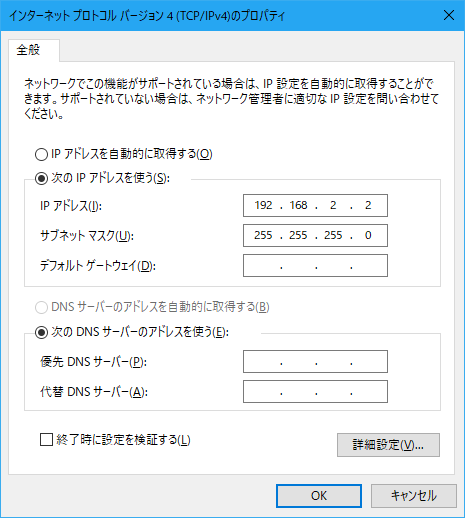 インターネット プロトコル バージョン 4 (TCP/IPv4)のプロパティ
全般
ネットワークでこの機能がサポートされている場合は、IP 設定を自動的に取得することがで
きます。サポートされていない場合は、ネットワーク管理者に適切な IP 設定を問い合わせて
ください。
IP アドレスを自動的に取得する(O)
次の IP アドレスを使う(S):
IP アドレス(I): 192 . 168 . 2 . 2
サブネット マスク(U): 255 . 255 . 255 . 0
デフォルト ゲートウェイ(D): . . .
DNS サーバーのアドレスを自動的に取得する(B)
次の DNS サーバーのアドレスを使う(E):
優先 DNS サーバー(P): . . .
代替 DNS サーバー(A): . . .
終了時に設定を検証する(L)
詳細設定(V)...
OK キャンセル